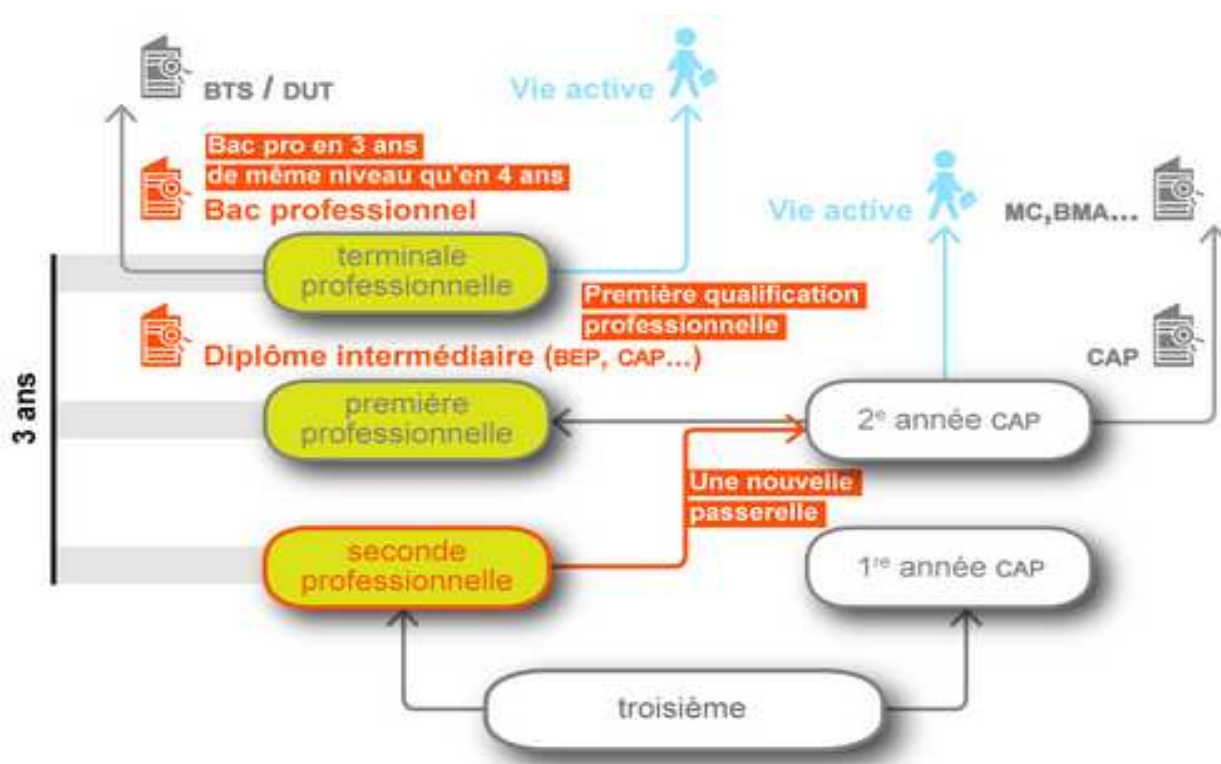 BTS / DUT
Vie active
Bac pro en 3 ans
de même niveau qu'en 4 ans
Bac professionnel
Vie active
MC,BMA...
terminale
professionnelle
Première qualification
professionnelle
Diplôme intermédiaire (BEP, CAP...)
CAP
3 ans
première
professionnelle
2e année CAP
Une nouvelle
passerelle
seconde
professionnelle
1re année CAP
troisième